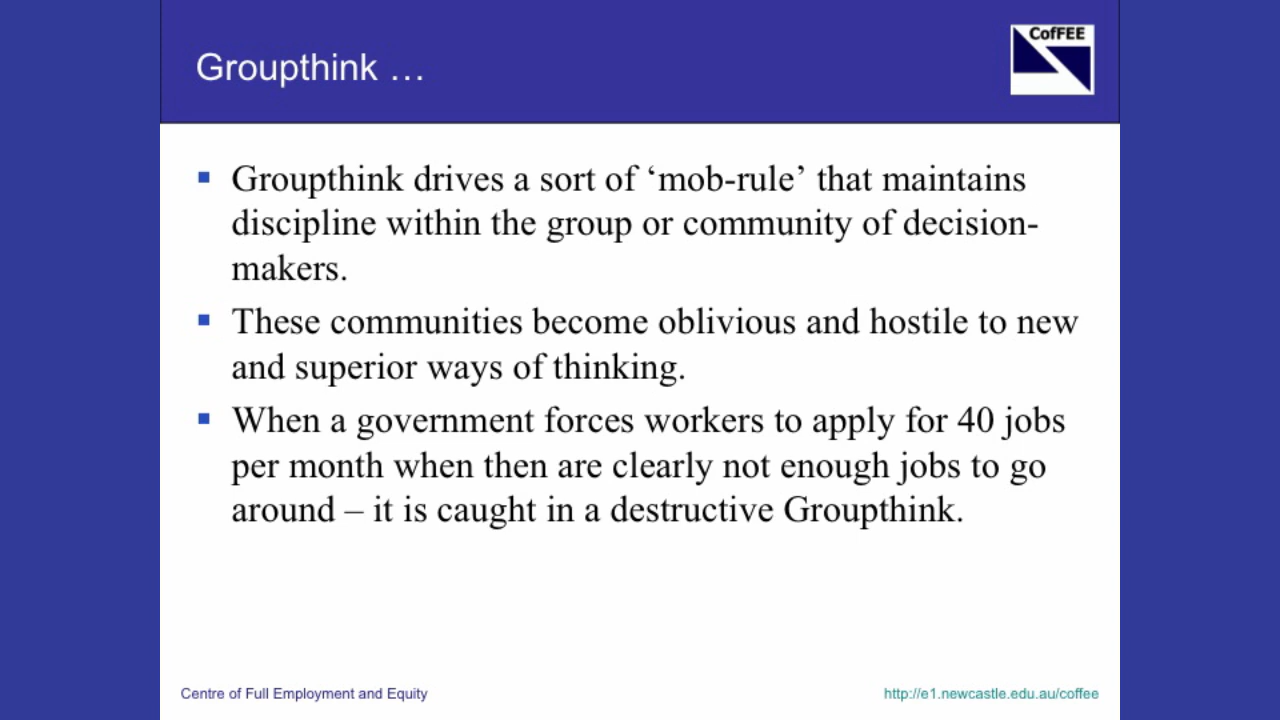 Groupthink …
CofFEE
Groupthink drives a sort of ‘mob-rule’ that maintains
discipline within the group or community of decision-
makers.
These communities become oblivious and hostile to new
and superior ways of thinking.
When a government forces workers to apply for 40 jobs
per month when then are clearly not enough jobs to go
around – it is caught in a destructive Groupthink.
Centre of Full Employment and Equity
http://e1.newcastle.edu.au/coffee